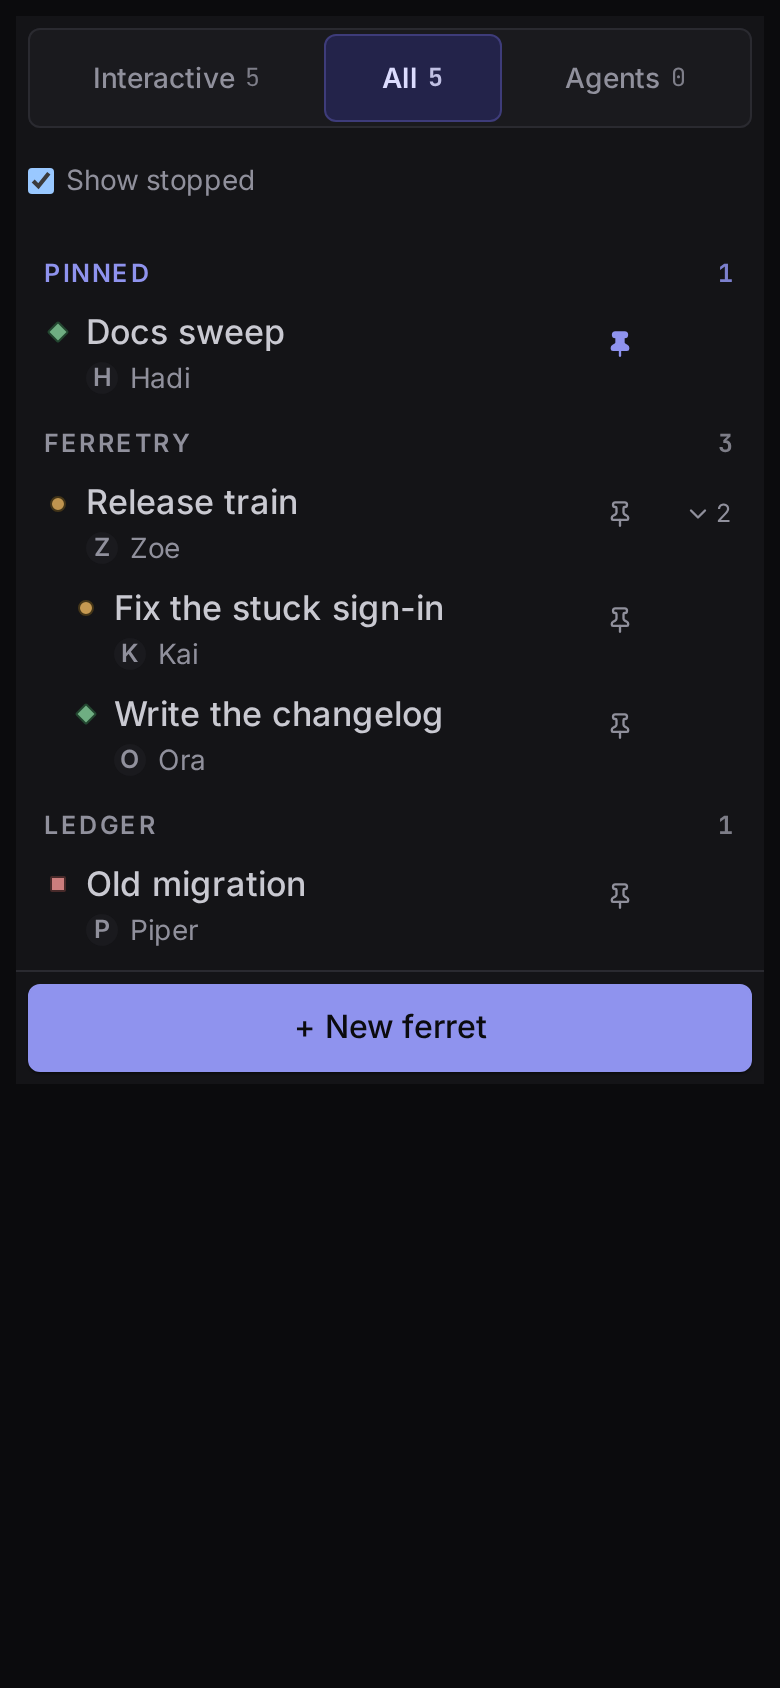 Interactive 5 All 5 Agents 0
Show stopped
PINNED 1
Docs sweep
H Hadi
FERRETRY 3
Release train 2
Z Zoe
Fix the stuck sign-in
K Kai
Write the changelog
O Ora
LEDGER 1
Old migration
P Piper
+ New ferret